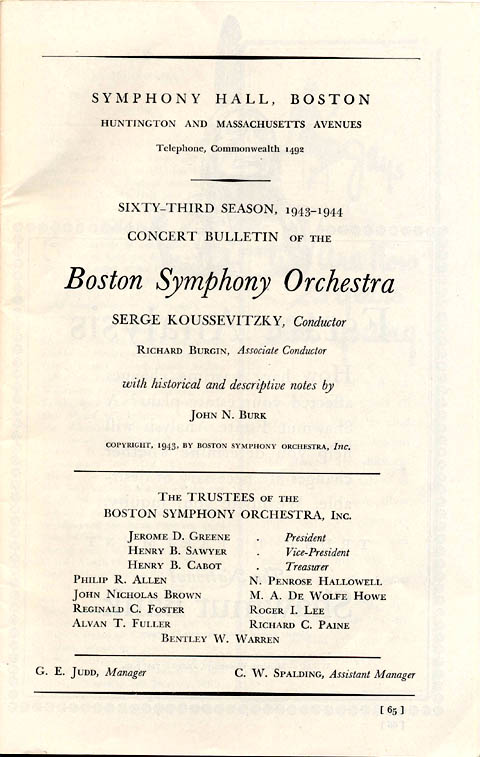 SYMPHONY HALL, BOSTON
HUNTINGTON AND MASSACHUSETTS AVENUES
Telephone, Commonwealth 1492
SIXTY-THIRD SEASON, 1943-1944
CONCERT BULLETIN OF THE
Boston Symphony Orchestra
SERGE KOUSSEVITZKY, Conductor
RICHARD BURGIN, Associate Conductor
with historical and descriptive notes by
JOHN N. BURK
COPYRIGHT, 1943, BY BOSTON SYMPHONY ORCHESTRA, Inc.
THE TRUSTEES OF THE
BOSTON SYMPHONY ORCHESTRA, INC.
JEROME D. GREENE . President
HENRY B. SAWYER . Vice-President
HENRY B. CABOT . Treasurer
PHILIP R. ALLEN N. PENROSE HALLOWELL
JOHN NICHOLAS BROWN M. A. DE WOLFE HOWE
REGINALD C. FOSTER ROGER I. LEE
ALVAN T. FULLER RICHARD C. PAINE
BENTLEY W. WARREN
G. E. JUDD, Manager C. W. SPALDING, Assistant Manager
[ 65 ]